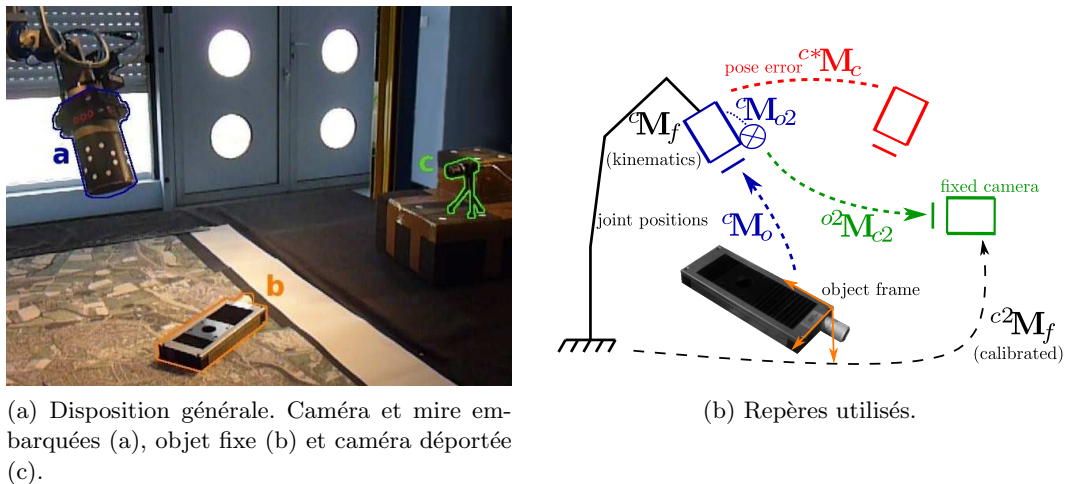 a
b
c
pose error
c*Mc
cMo2
cMf
(kinematics)
joint positions
cMo
o2Mc2
fixed camera
object frame
c2Mf
(calibrated)
(a) Disposition générale. Caméra et mire em-
barquées (a), objet fixe (b) et caméra déportée
(c).
(b) Repères utilisés.